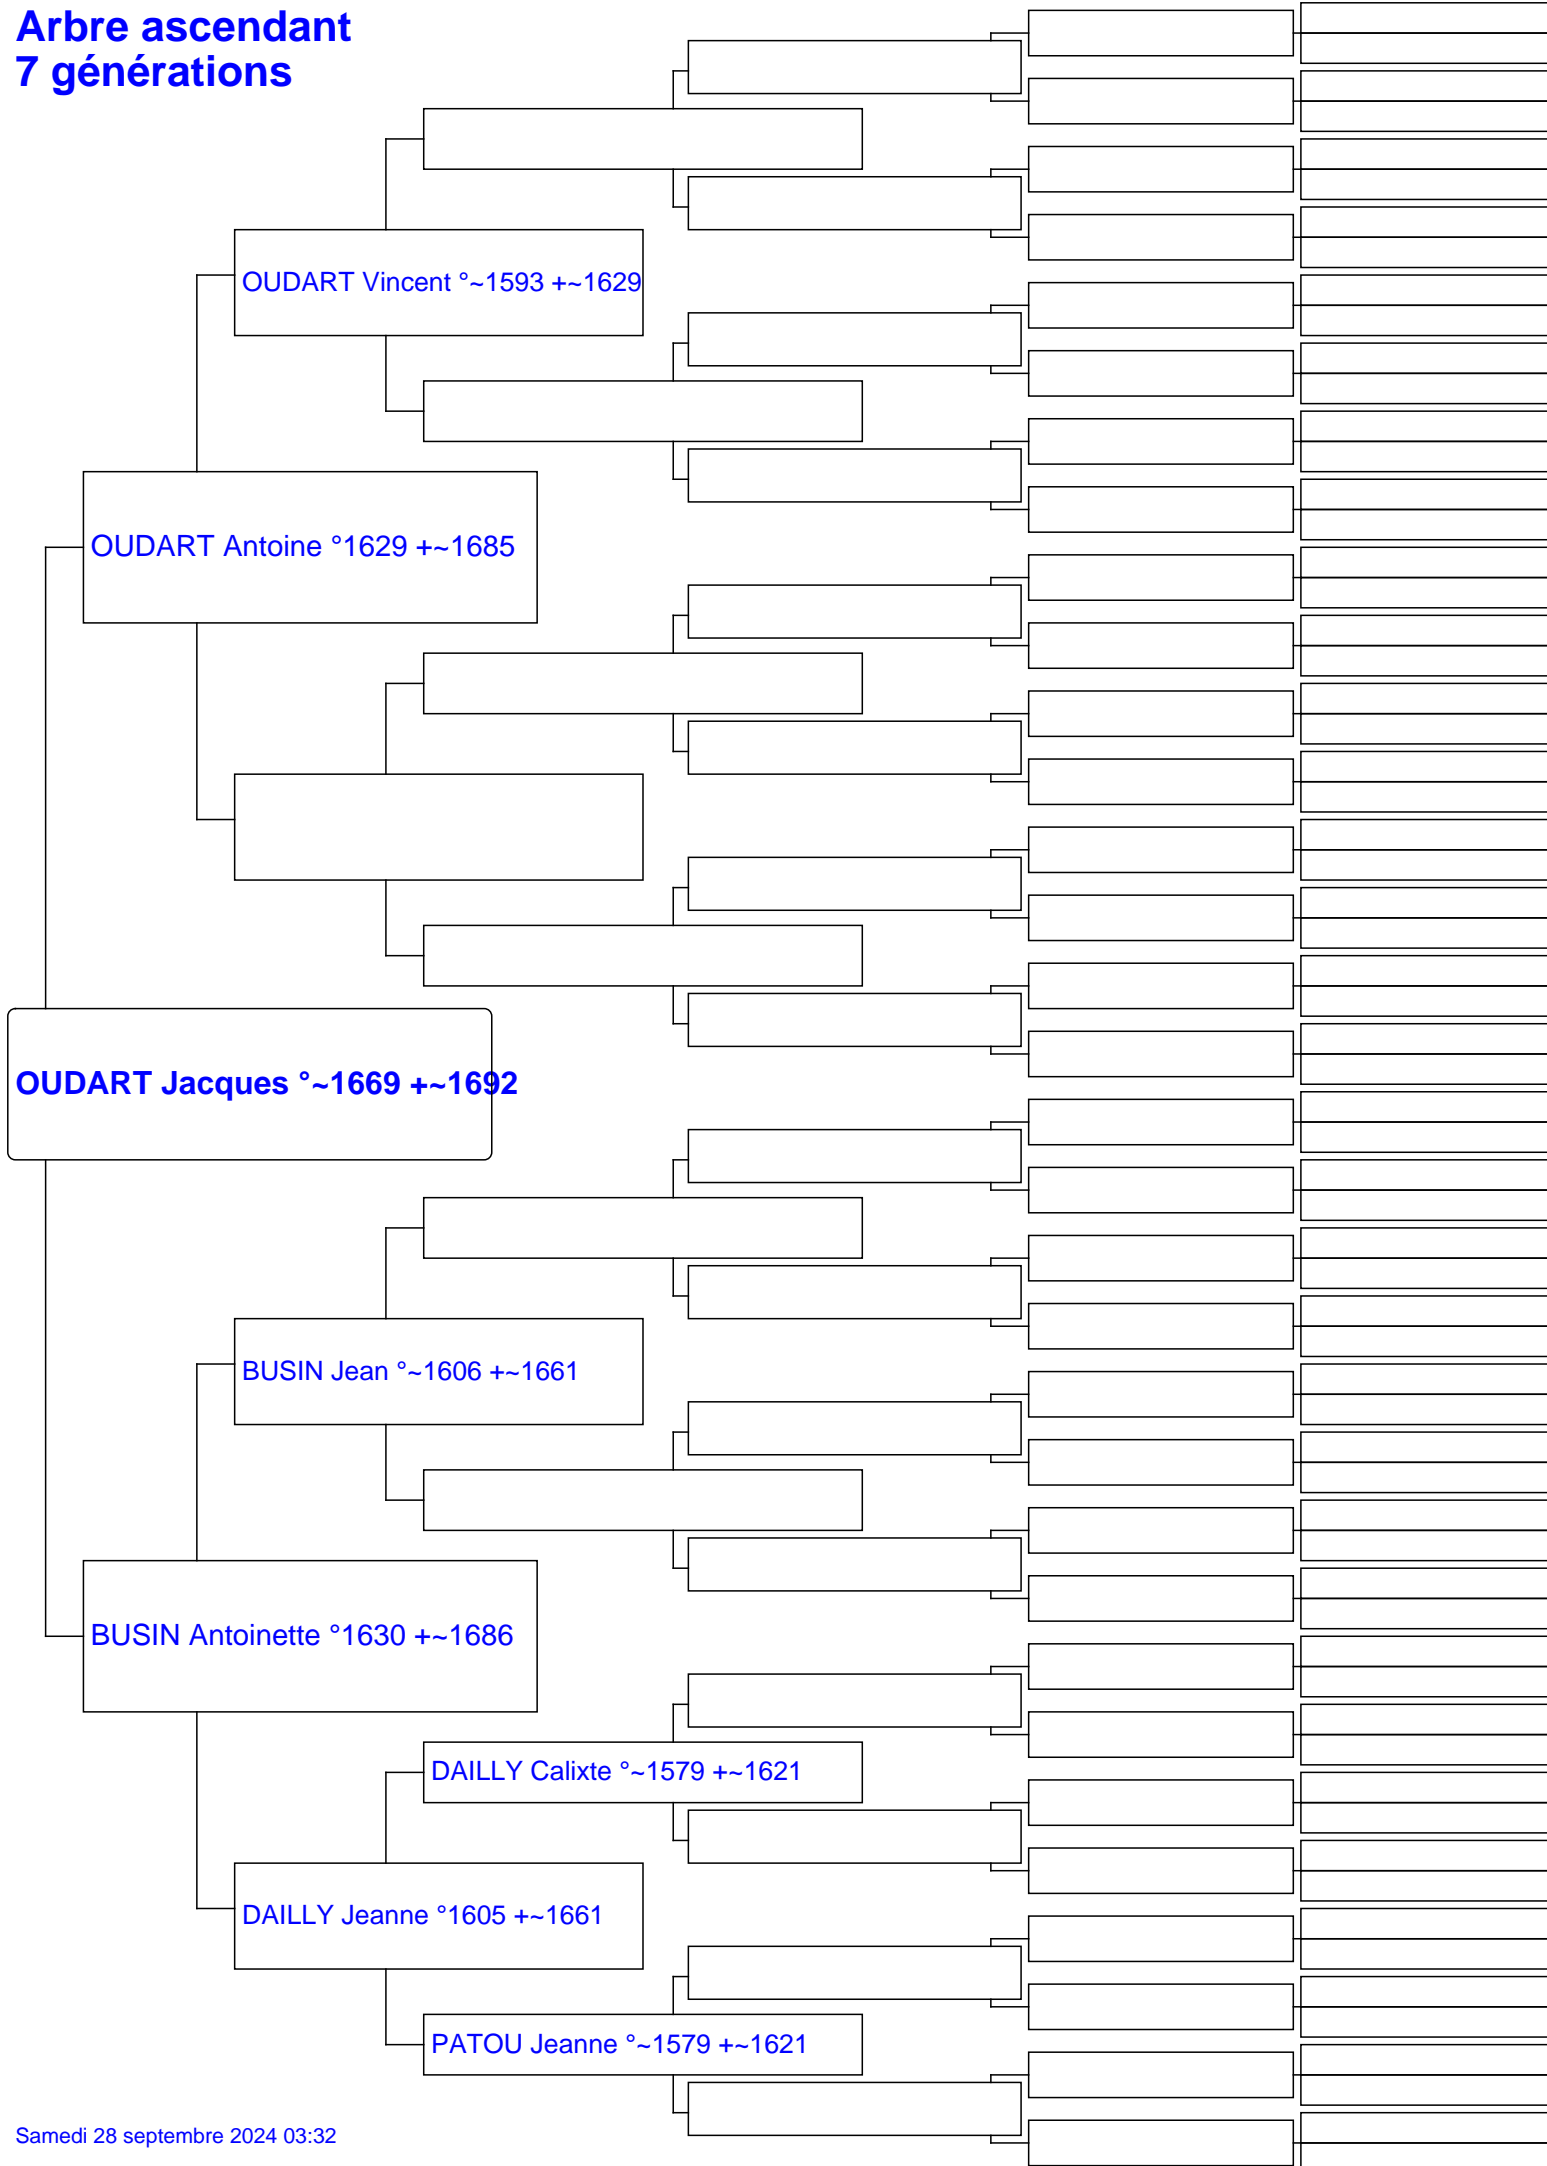 Arbre ascendant
7 générations
OUDART Vincent °~1593 +~1629
OUDART Antoine °1629 +~1685
OUDART Jacques °~1669 +~1692
BUSIN Jean °~1606 +~1661
BUSIN Antoinette °1630 +~1686
DAILLY Calixte °~1579 +~1621
DAILLY Jeanne °1605 +~1661
PATOU Jeanne °~1579 +~1621
Samedi 28 septembre 2024 03:32